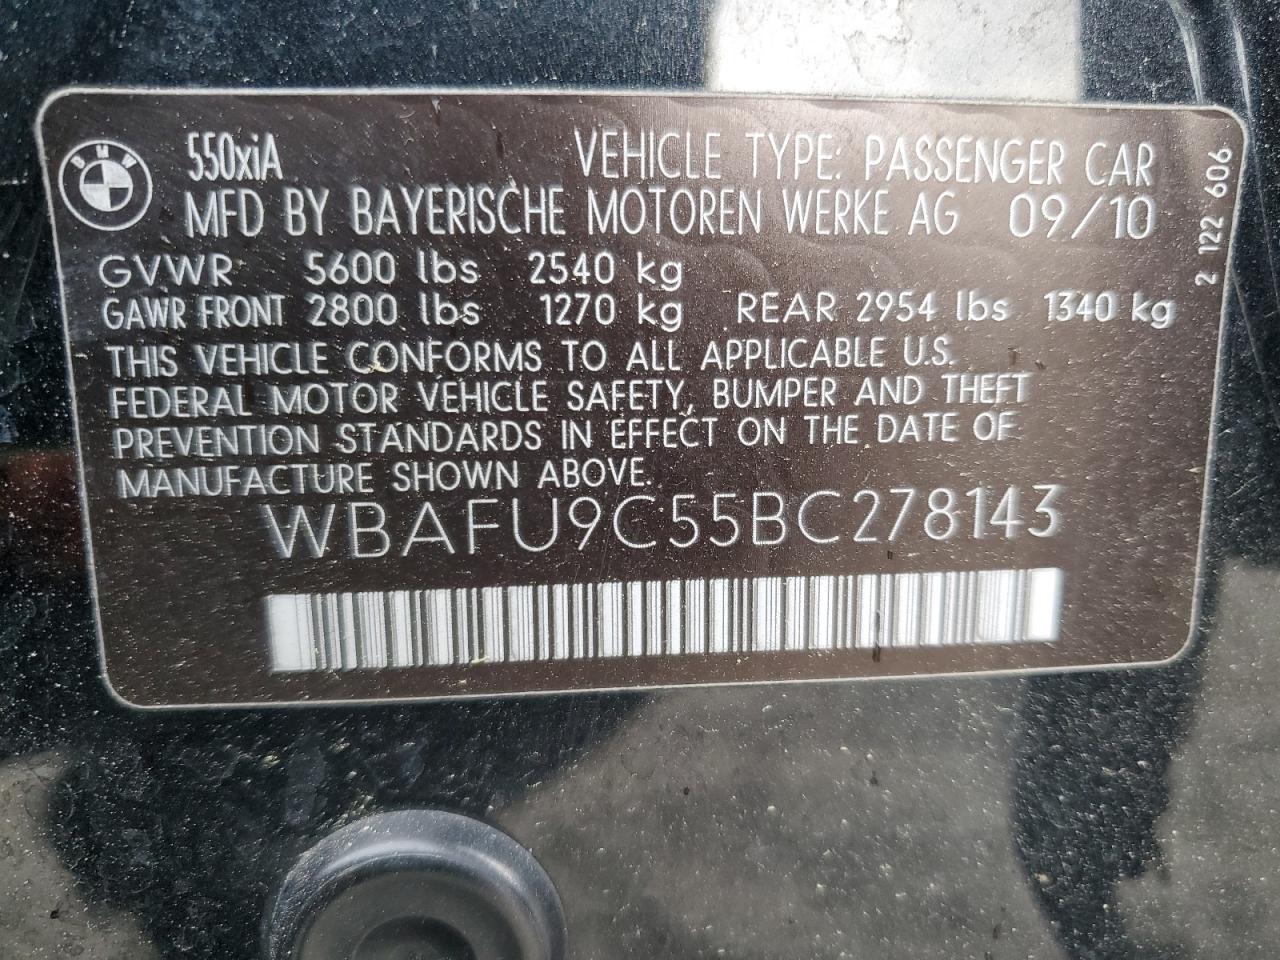 BMW
550xiA VEHICLE TYPE: PASSENGER CAR
MFD BY BAYERISCHE MOTOREN WERKE AG 09/10
GVWR 5600 lbs 2540 kg
GAWR FRONT 2800 lbs 1270 kg REAR 2954 lbs 1340 kg
THIS VEHICLE CONFORMS TO ALL APPLICABLE U.S.
FEDERAL MOTOR VEHICLE SAFETY, BUMPER AND THEFT
PREVENTION STANDARDS IN EFFECT ON THE DATE OF
MANUFACTURE SHOWN ABOVE.
WBAFU9C55BC278143
2 122 606